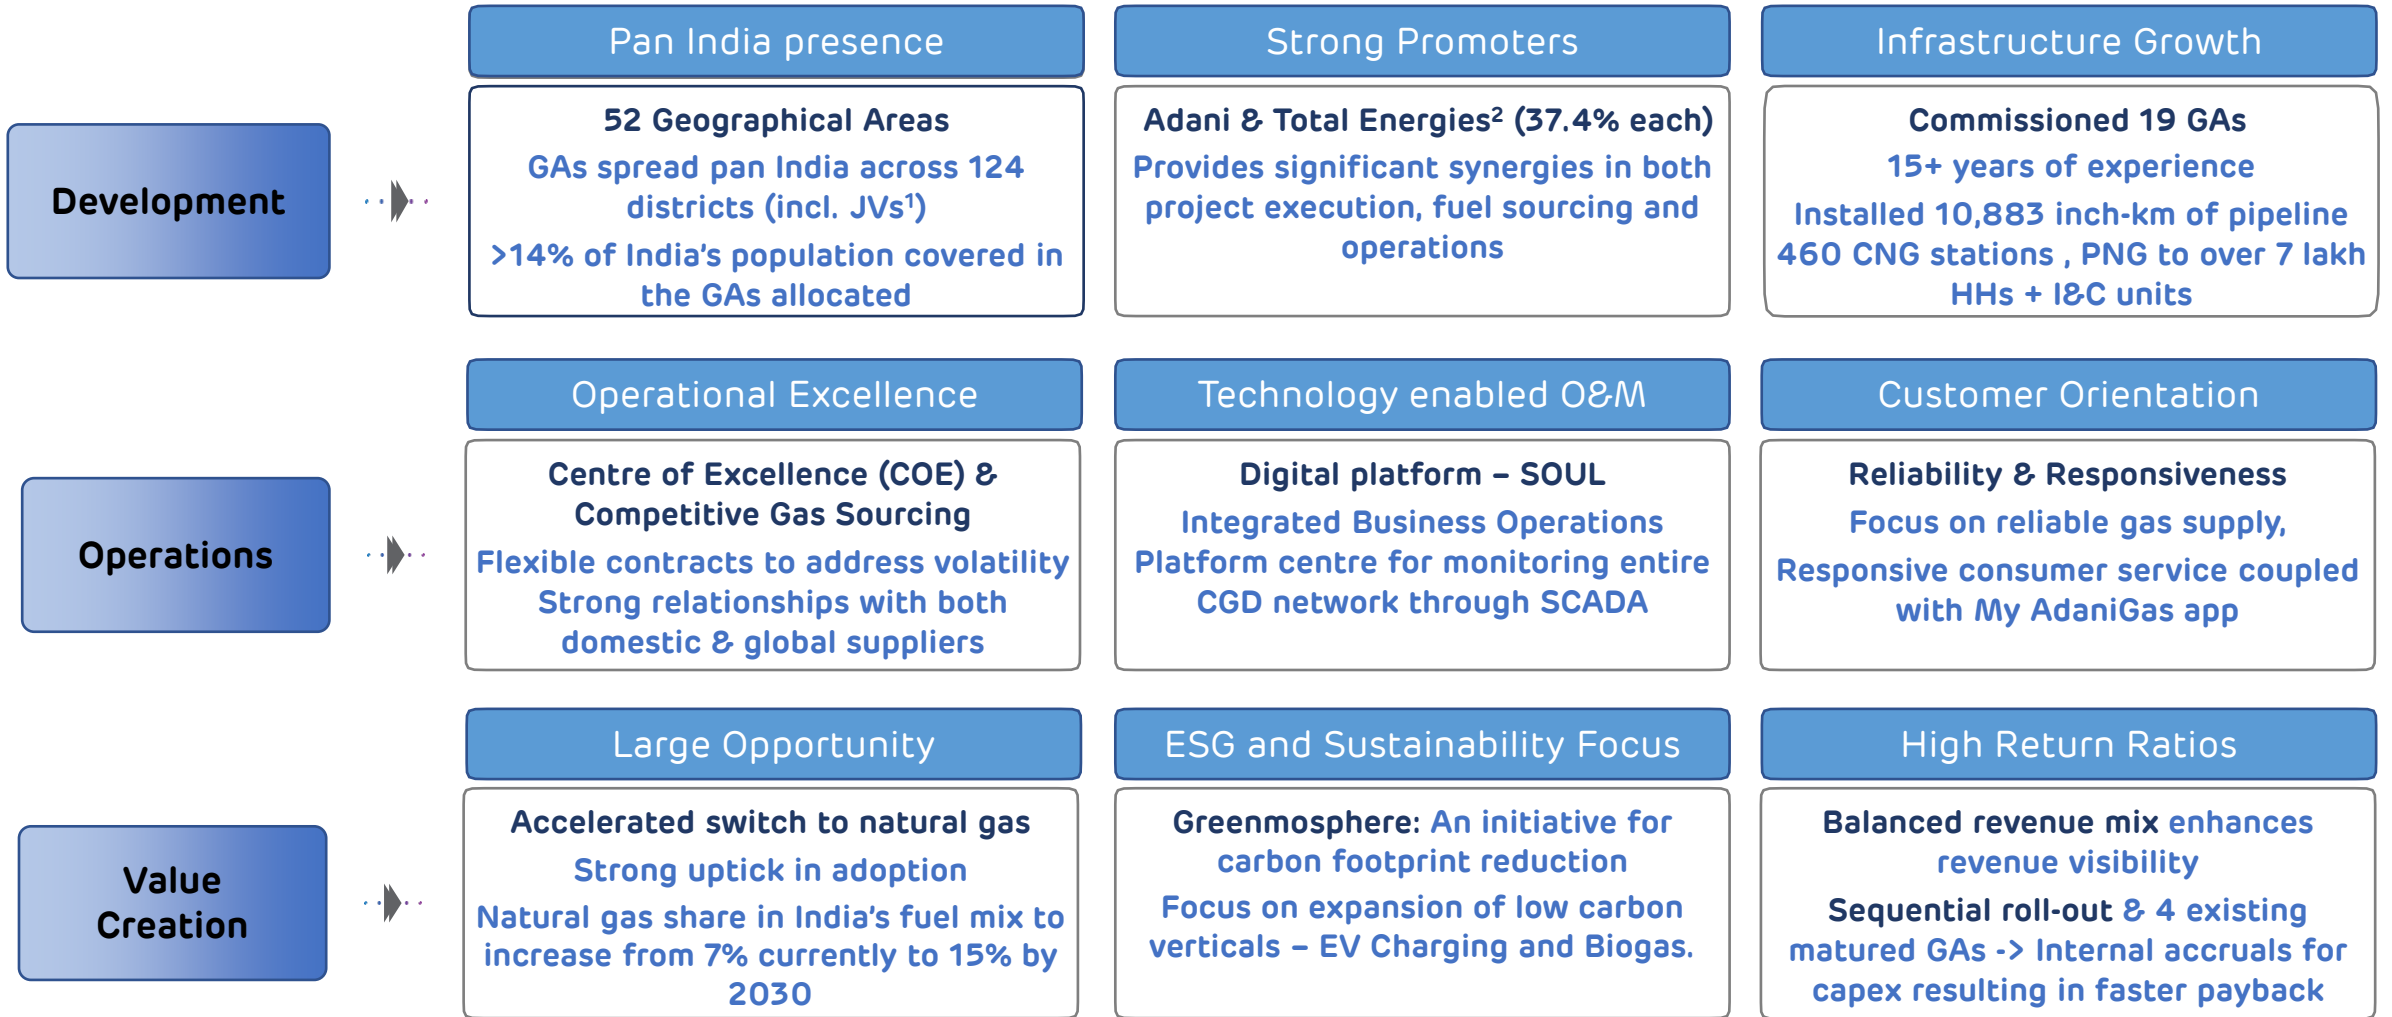 Pan India presence
Strong Promoters
Infrastructure Growth
Development
52 Geographical Areas
GAs spread pan India across 124
districts (incl. JVs¹)
>14% of India's population covered in
the GAs allocated
Adani & Total Energies² (37.4% each)
Provides significant synergies in both
project execution, fuel sourcing and
operations
Commissioned 19 GAs
15+ years of experience
Installed 10,883 inch-km of pipeline
460 CNG stations , PNG to over 7 lakh
HHs + I&C units
Operational Excellence
Technology enabled O&M
Customer Orientation
Operations
Centre of Excellence (COE) &
Competitive Gas Sourcing
Flexible contracts to address volatility
Strong relationships with both
domestic & global suppliers
Digital platform – SOUL
Integrated Business Operations
Platform centre for monitoring entire
CGD network through SCADA
Reliability & Responsiveness
Focus on reliable gas supply,
Responsive consumer service coupled
with My AdaniGas app
Large Opportunity
ESG and Sustainability Focus
High Return Ratios
Value
Creation
Accelerated switch to natural gas
Strong uptick in adoption
Natural gas share in India's fuel mix to
increase from 7% currently to 15% by
2030
Greenmosphere: An initiative for
carbon footprint reduction
Focus on expansion of low carbon
verticals – EV Charging and Biogas.
Balanced revenue mix enhances
revenue visibility
Sequential roll-out & 4 existing
matured GAs -> Internal accruals for
capex resulting in faster payback